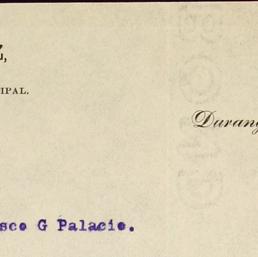 Z,
IPAL.
Durang
sco G Palacio.